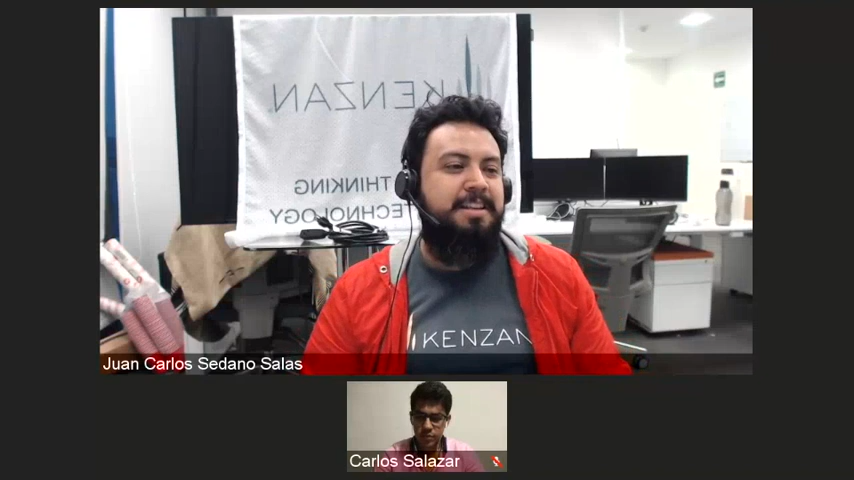 KENZAN
THINKING
TECHNOLOGY
KENZAN
Juan Carlos Sedano Salas
Carlos Salazar